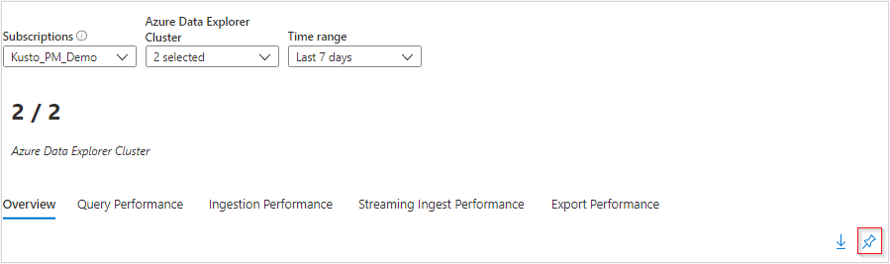 Subscriptions
Azure Data Explorer
Cluster
Time range
Kusto_PM_Demo
2 selected
Last 7 days
2 / 2
Azure Data Explorer Cluster
Overview Query Performance Ingestion Performance Streaming Ingest Performance Export Performance